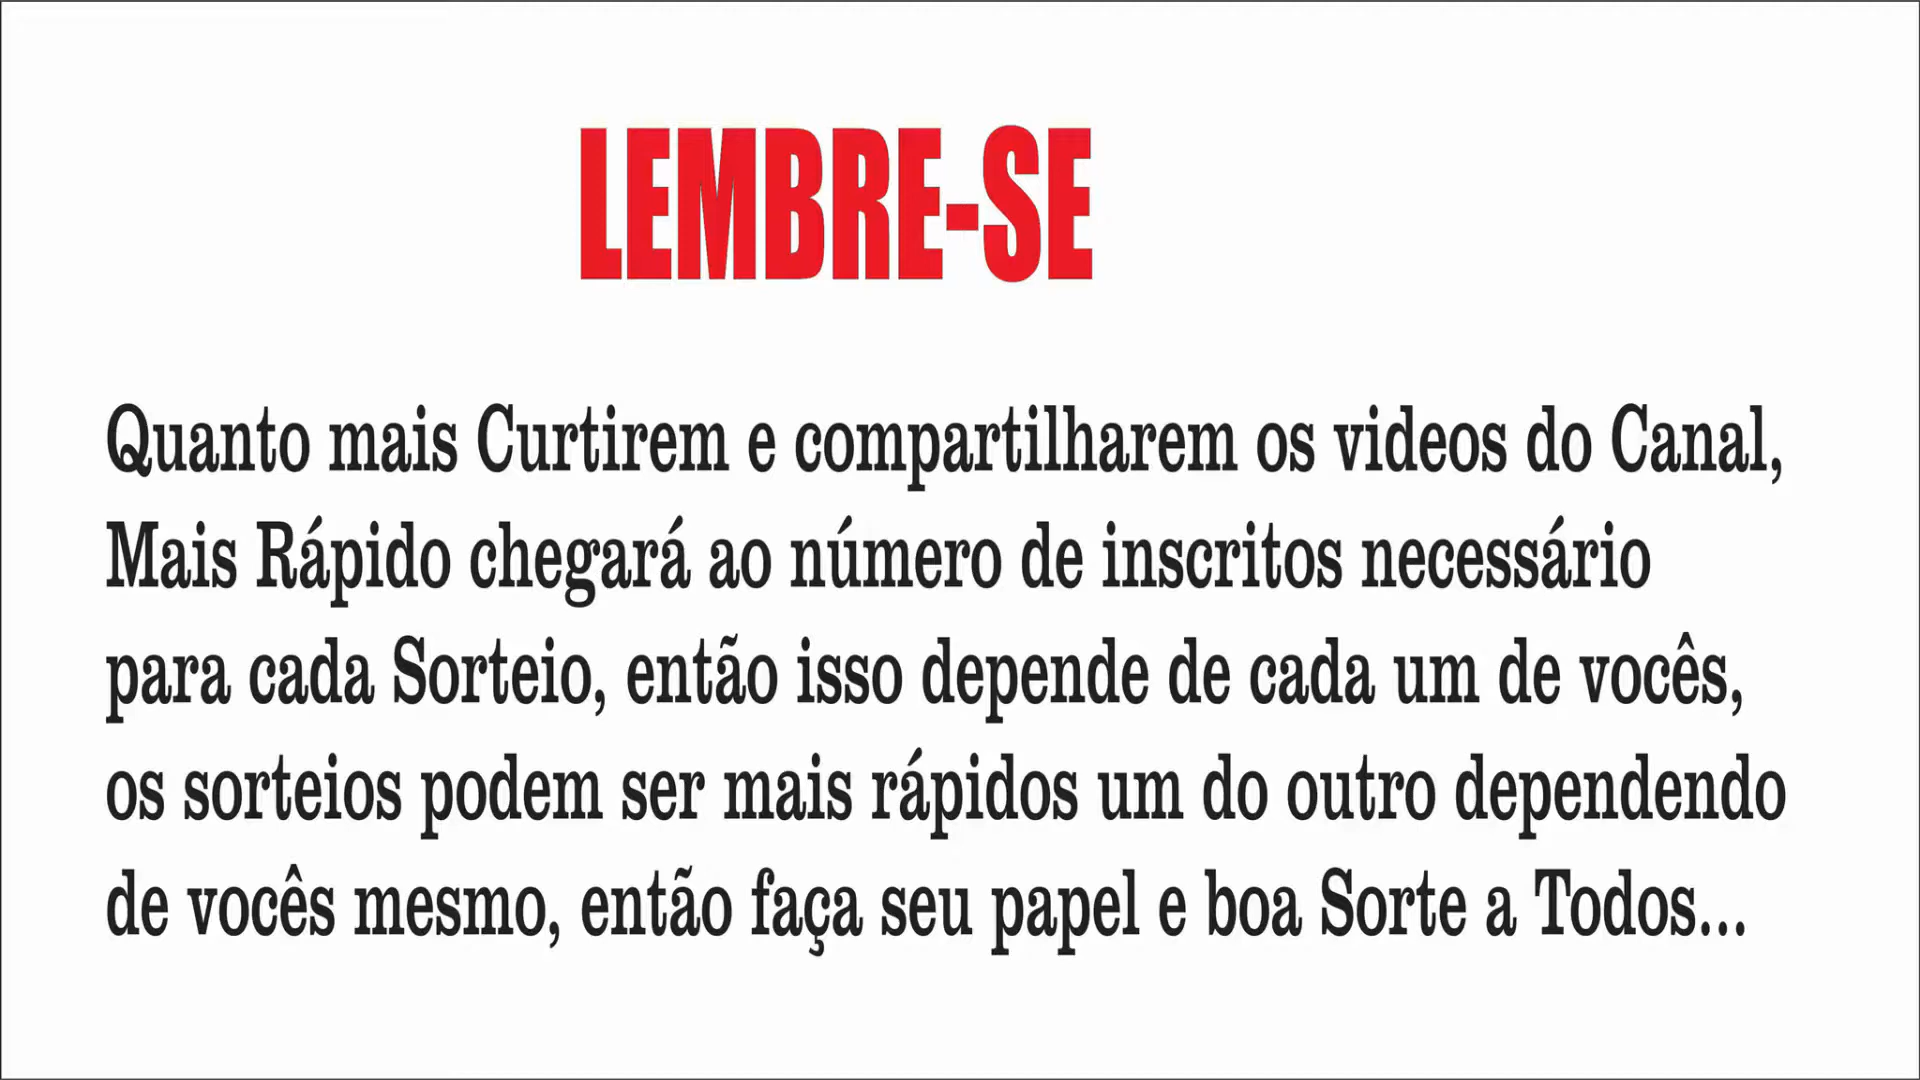 LEMBRE-SE
Quanto mais Curtirem e compartilharem os videos do Canal,
Mais Rápido chegará ao número de inscritos necessário
para cada Sorteio, então isso depende de cada um de vocês,
os sorteios podem ser mais rápidos um do outro dependendo
de vocês mesmo, então faça seu papel e boa Sorte a Todos...